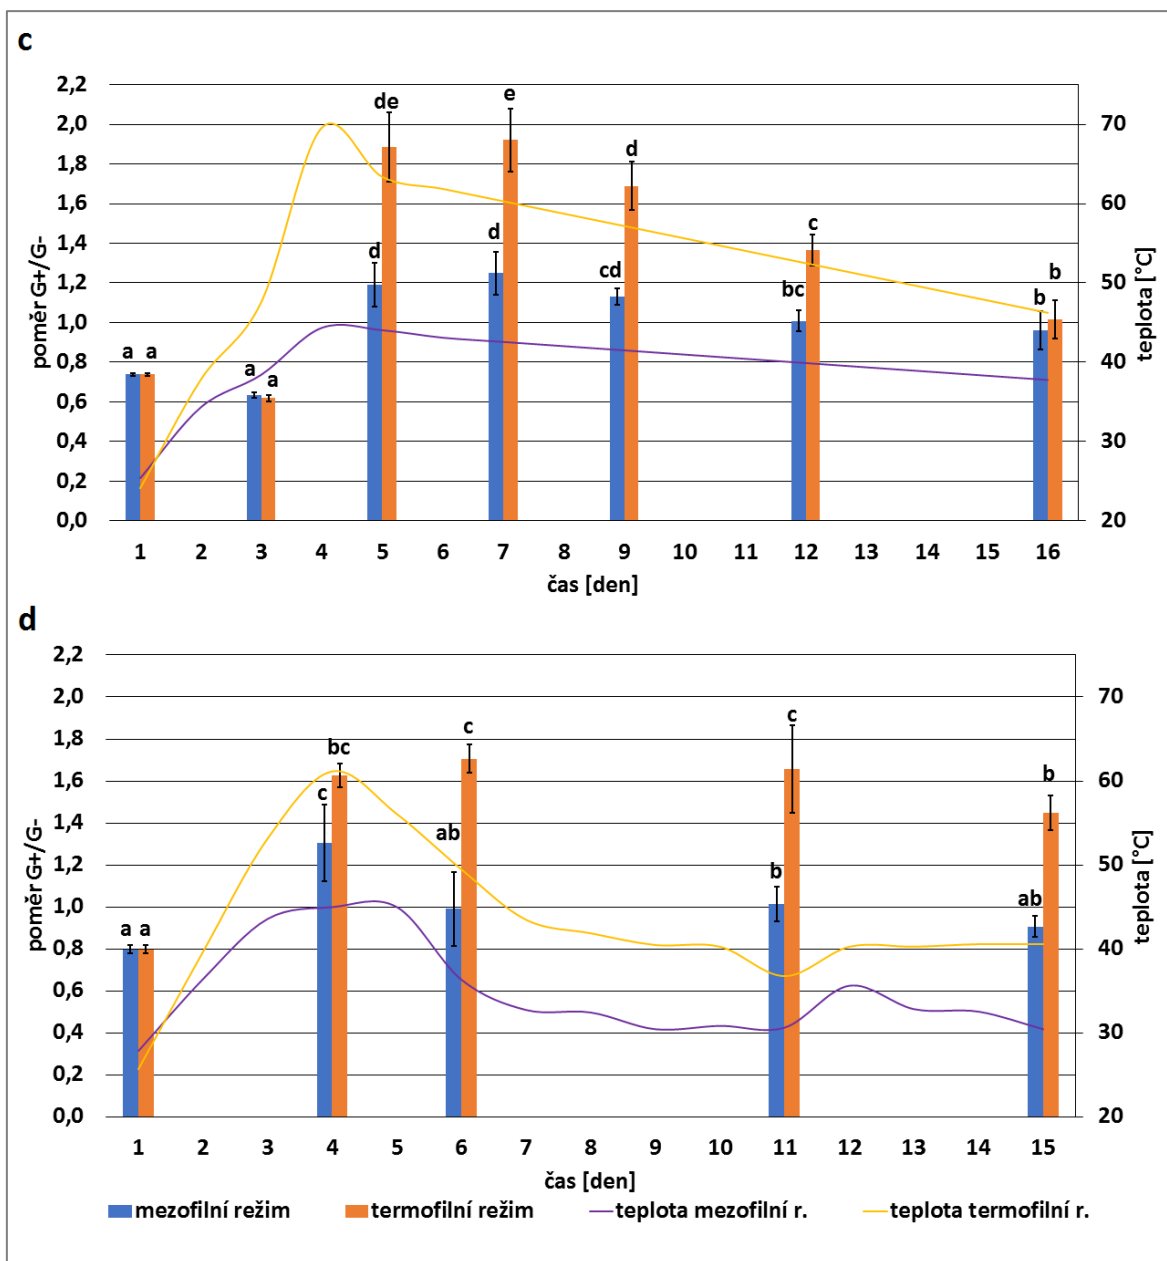 c
poměr G+/G-
teplota [°C]
2,2
2,0
1,8
1,6
1,4
1,2
1,0
0,8
0,6
0,4
0,2
0,0
70
60
50
40
30
20
a a
a a
d de
d e
cd d
bc c
b b
1 2 3 4 5 6 7 8 9 10 11 12 13 14 15 16
čas [den]
d
poměr G+/G-
teplota [°C]
2,2
2,0
1,8
1,6
1,4
1,2
1,0
0,8
0,6
0,4
0,2
0,0
70
60
50
40
30
20
a a
c bc
ab c
b c
ab b
1 2 3 4 5 6 7 8 9 10 11 12 13 14 15
čas [den]
mezofilní režim termofilní režim teplota mezofilní r. teplota termofilní r.